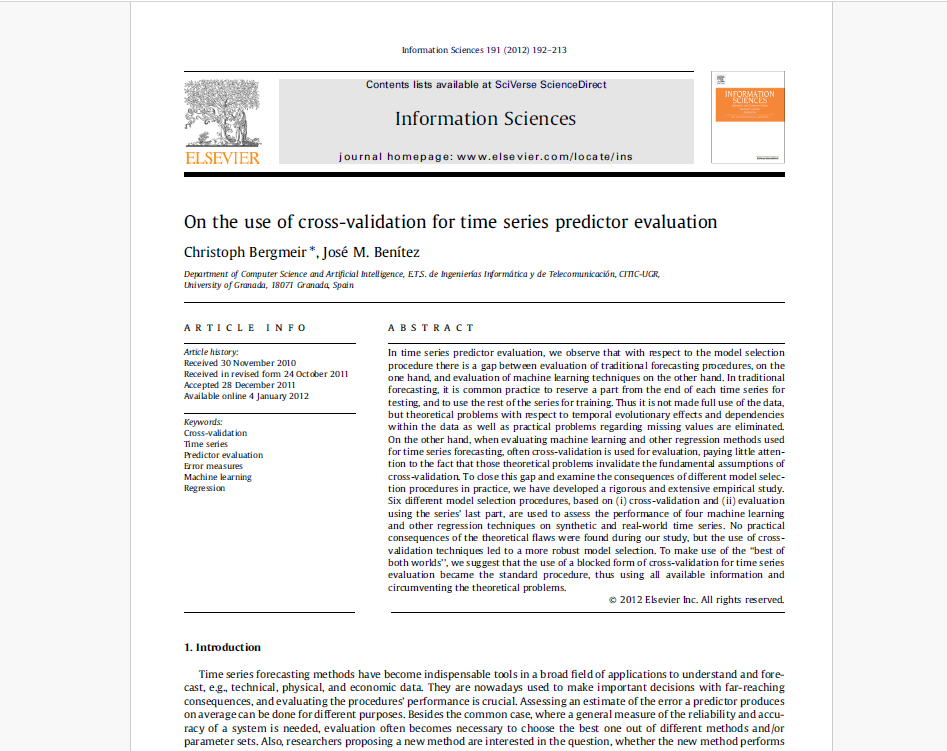 Information Sciences 191 (2012) 192–213
Contents lists available at SciVerse ScienceDirect
Information Sciences
journal homepage: www.elsevier.com/locate/ins
ELSEVIER
INFORMATION
SCIENCES
On the use of cross-validation for time series predictor evaluation
Christoph Bergmeir *, José M. Benítez
Department of Computer Science and Artificial Intelligence, E.T.S. de Ingenierías Informática y de Telecomunicación, CITIC-UGR,
University of Granada, 18071 Granada, Spain
ARTICLE INFO
Article history:
Received 30 November 2010
Received in revised form 24 October 2011
Accepted 28 December 2011
Available online 4 January 2012
Keywords:
Cross-validation
Time series
Predictor evaluation
Error measures
Machine learning
Regression
ABSTRACT
In time series predictor evaluation, we observe that with respect to the model selection
procedure there is a gap between evaluation of traditional forecasting procedures, on the
one hand, and evaluation of machine learning techniques on the other hand. In traditional
forecasting, it is common practice to reserve a part from the end of each time series for
testing, and to use the rest of the series for training. Thus it is not made full use of the data,
but theoretical problems with respect to temporal evolutionary effects and dependencies
within the data as well as practical problems regarding missing values are eliminated.
On the other hand, when evaluating machine learning and other regression methods used
for time series forecasting, often cross-validation is used for evaluation, paying little atten-
tion to the fact that those theoretical problems invalidate the fundamental assumptions of
cross-validation. To close this gap and examine the consequences of different model selec-
tion procedures in practice, we have developed a rigorous and extensive empirical study.
Six different model selection procedures, based on (i) cross-validation and (ii) evaluation
using the series' last part, are used to assess the performance of four machine learning
and other regression techniques on synthetic and real-world time series. No practical
consequences of the theoretical flaws were found during our study, but the use of cross-
validation techniques led to a more robust model selection. To make use of the "best of
both worlds'', we suggest that the use of a blocked form of cross-validation for time series
evaluation became the standard procedure, thus using all available information and
circumventing the theoretical problems.
© 2012 Elsevier Inc. All rights reserved.
1. Introduction
Time series forecasting methods have become indispensable tools in a broad field of applications to understand and fore-
cast, e.g., technical, physical, and economic data. They are nowadays used to make important decisions with far-reaching
consequences, and evaluating the procedures' performance is crucial. Assessing an estimate of the error a predictor produces
on average can be done for different purposes. Besides the common case, where a general measure of the reliability and accu-
racy of a system is needed, evaluation often becomes necessary to choose the best one out of different methods and/or
parameter sets. Also, researchers proposing a new method are interested in the question, whether the new method performs